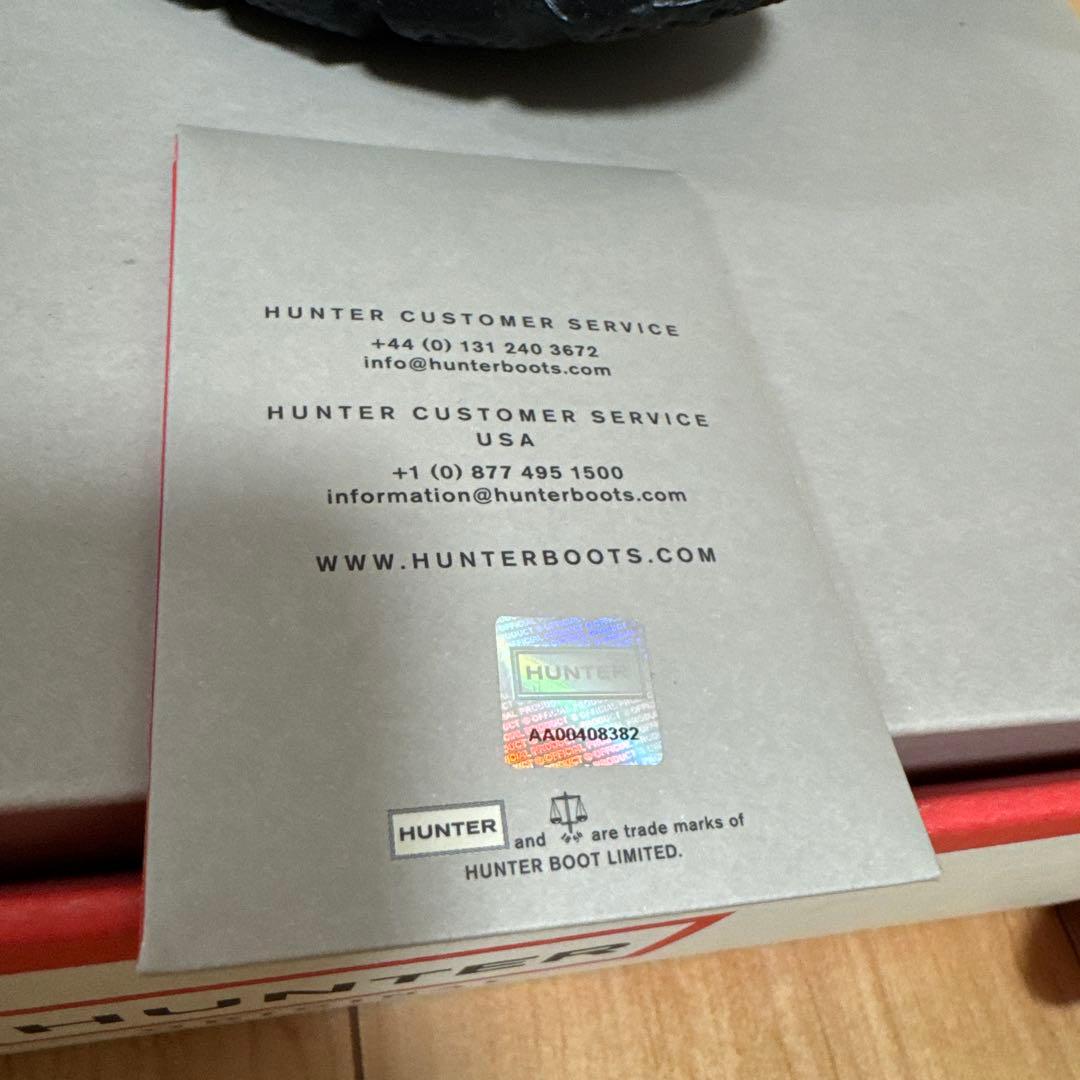 HUNTER CUSTOMER SERVICE
+44 (0) 131 240 3672
info@hunterboots.com
HUNTER CUSTOMER SERVICE
USA
+1 (0) 877 495 1500
information@hunterboots.com
WWW.HUNTERBOOTS.COM
HUNTER
AA00408382
HUNTER and are trade marks of
HUNTER BOOT LIMITED.
HUNTER